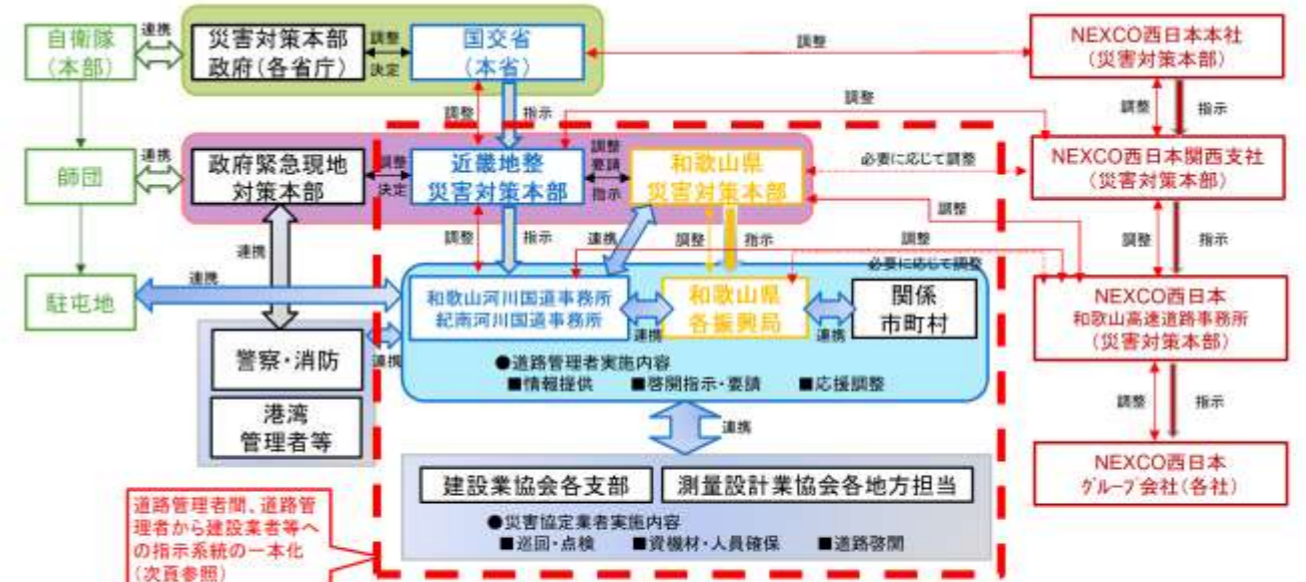 自衛隊
(本部)
連携
災害対策本部
政府(各省庁)
調整
決定
国交省
(本省)
調整
NEXCO西日本本社
(災害対策本部)
調整
指示
調整
調整
指示
師団
連携
政府緊急現地
対策本部
調整
決定
近畿地整
災害対策本部
調整
要請
指示
和歌山県
災害対策本部
必要に応じて調整
NEXCO西日本関西支社
(災害対策本部)
調整
連携
調整
指示
連携
調整
指示
調整
調整
指示
必要に応じて調整
駐屯地
連携
和歌山河川国道事務所
紀南河川国道事務所
連携
和歌山県
各振興局
連携
関係
市町村
NEXCO西日本
和歌山高速道路事務所
(災害対策本部)
警察・消防
連携
●道路管理者実施内容
■情報提供 ■啓開指示・要請 ■応援調整
港湾
管理者等
連携
調整
指示
建設業協会各支部
測量設計業協会各地方担当
NEXCO西日本
グループ会社(各社)
●災害協定業者実施内容
■巡回・点検 ■資機材・人員確保 ■道路啓開
道路管理者間、道路管
理者から建設業者等へ
の指示系統の一本化
(次頁参照)